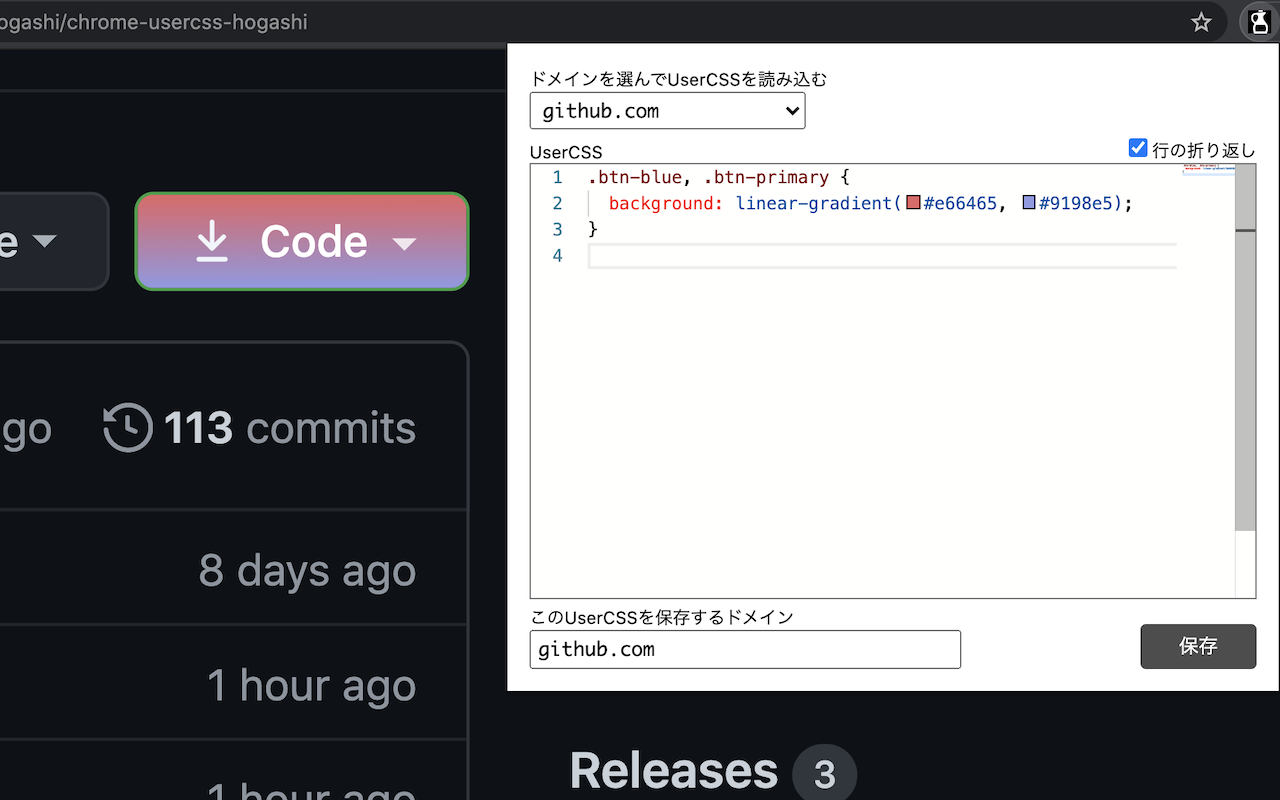 ogashi/chrome-usercss-hogashi
ドメインを選んでUserCSSを読み込む
github.com
UserCSS
行の折り返し
1 .btn-blue, .btn-primary {
2 background: linear-gradient(#e66465, #9198e5);
3 }
4
このUserCSSを保存するドメイン
github.com
保存
e
Code
go
113 commits
8 days ago
1 hour ago
1 hour ago
Releases 3